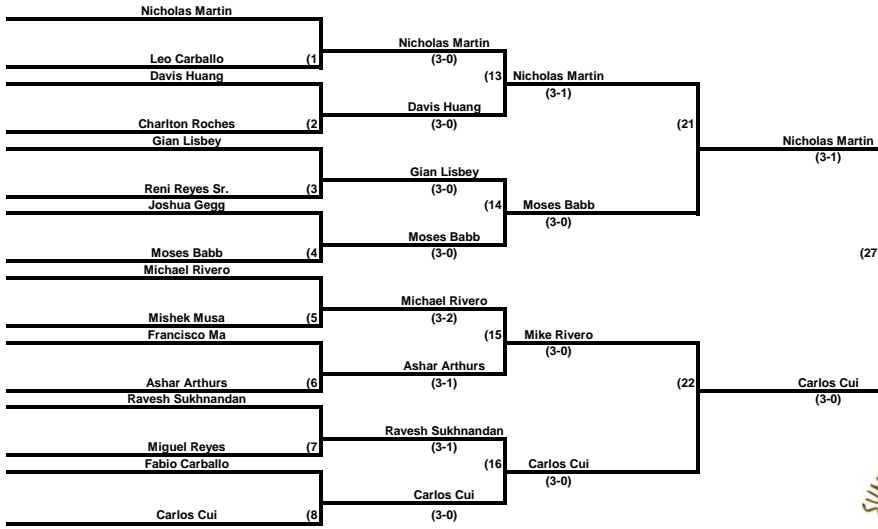 Nicholas Martin
Leo Carballo (1
Davis Huang
Charlton Roches (2
Gian Lisbey
Reni Reyes Sr. (3
Joshua Gegg
Moses Babb (4
Michael Rivero
Mishek Musa (5
Francisco Ma
Ashar Arthurs (6
Ravesh Sukhnandan
Miguel Reyes (7
Fabio Carballo
Carlos Cui (8
Nicholas Martin
(3-0)
(13
Davis Huang
(3-0)
Gian Lisbey
(3-0)
(14
Moses Babb
(3-0)
Michael Rivero
(3-2)
(15
Ashar Arthurs
(3-1)
Ravesh Sukhnandan
(3-1)
(16
Carlos Cui
(3-0)
Nicholas Martin
(3-1)
(21
Moses Babb
(3-0)
Mike Rivero
(3-0)
(22
Carlos Cui
(3-0)
Nicholas Martin
(3-1)
(27
Carlos Cui
(3-0)